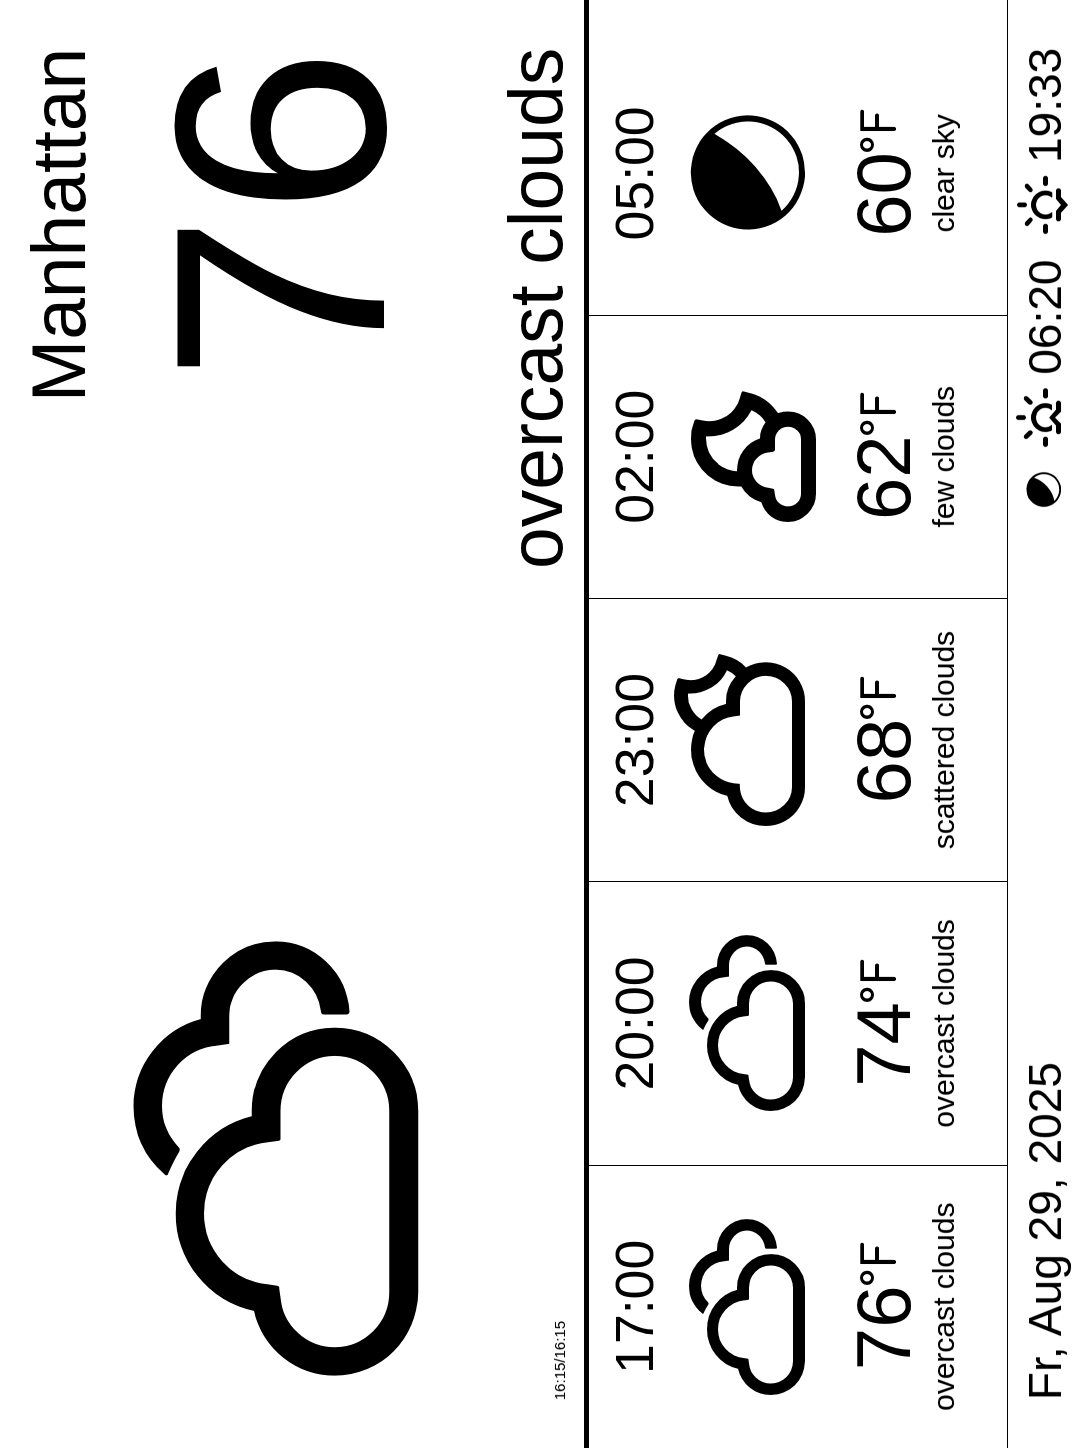 Manhattan
76
overcast clouds
16:15/16:15
17:00
20:00
23:00
02:00
05:00
76°F
74°F
68°F
62°F
60°F
overcast clouds
overcast clouds
scattered clouds
few clouds
clear sky
Fr, Aug 29, 2025
06:20
19:33